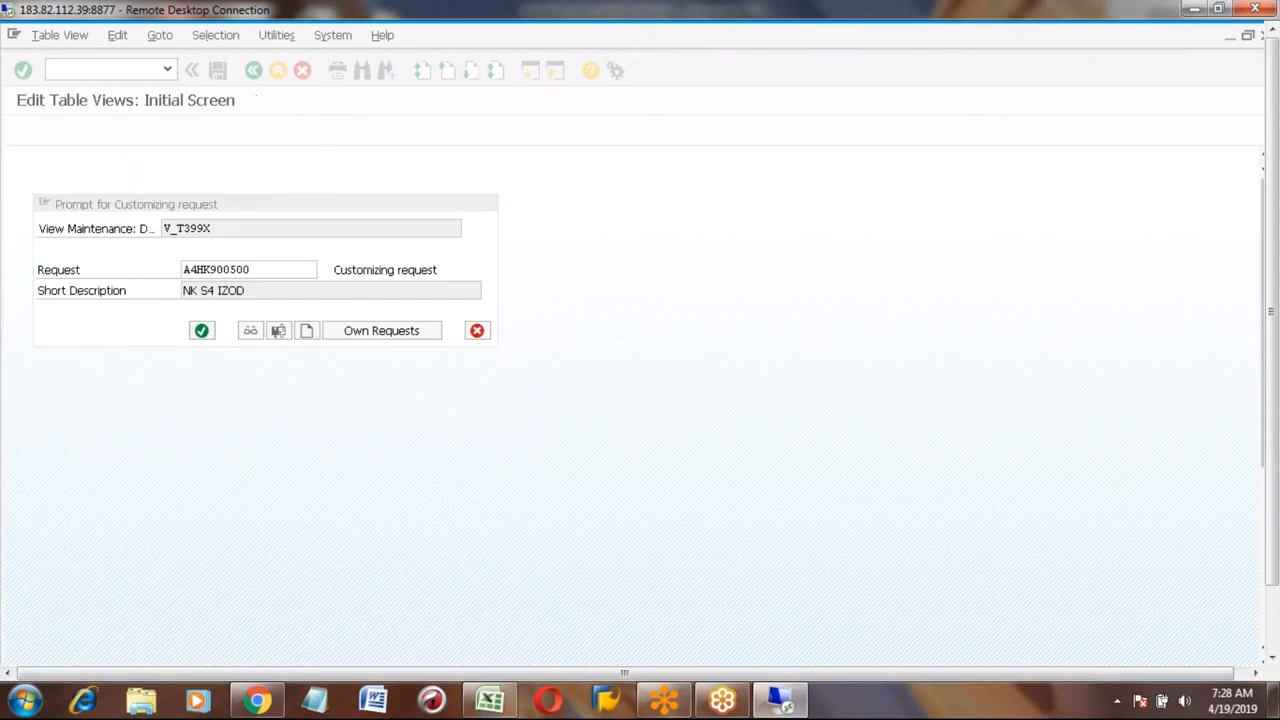 183.82.112.39:8877 - Remote Desktop Connection
Table View Edit Goto Selection Utilities System Help
Edit Table Views: Initial Screen
Prompt for Customizing request
View Maintenance: D... V_T399X
Request A4HK900500 Customizing request
Short Description NK S4 IZOD
Own Requests
7:28 AM
4/19/2019